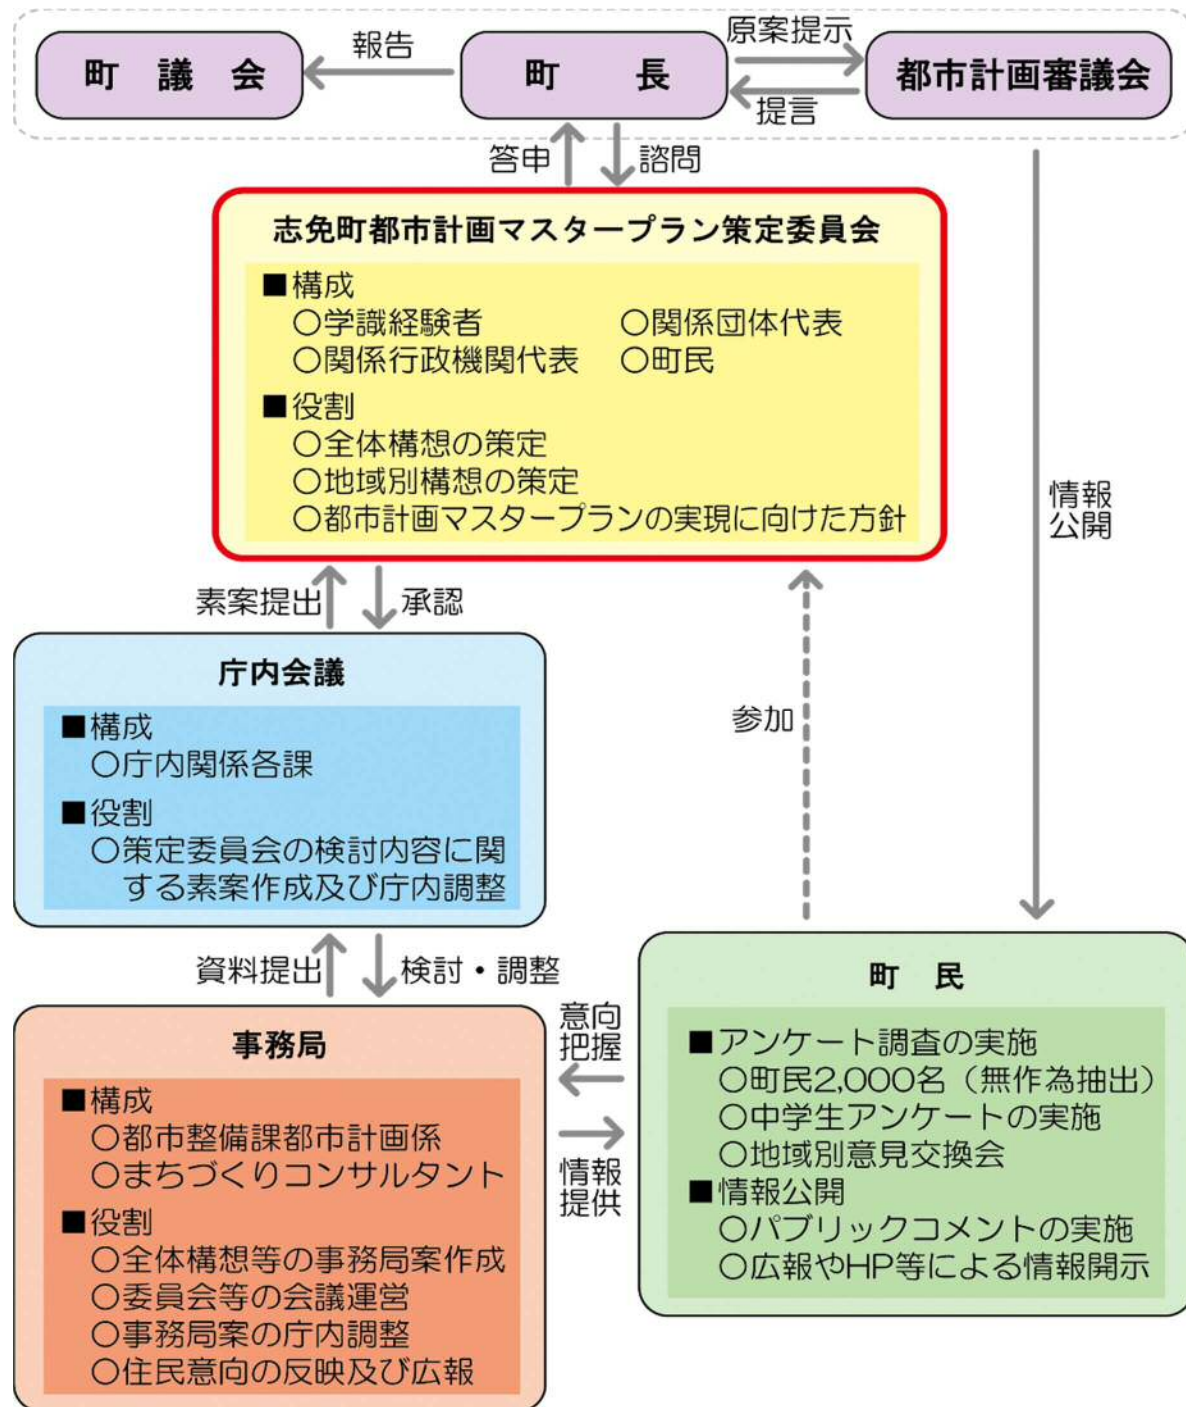 町 議 会
報告
町 長
原案提示
提言
都市計画審議会
答申
諮問
志免町都市計画マスタープラン策定委員会
■構成
○学識経験者 ○関係団体代表
○関係行政機関代表 ○町民
■役割
○全体構想の策定
○地域別構想の策定
○都市計画マスタープランの実現に向けた方針
情報
公開
素案提出
承認
参加
庁内会議
■構成
○庁内関係各課
■役割
○策定委員会の検討内容に関
する素案作成及び庁内調整
資料提出
検討・調整
事務局
■構成
○都市整備課都市計画係
○まちづくりコンサルタント
■役割
○全体構想等の事務局案作成
○委員会等の会議運営
○事務局案の庁内調整
○住民意向の反映及び広報
意向
把握
情報
提供
町 民
■アンケート調査の実施
○町民2,000名（無作為抽出）
○中学生アンケートの実施
○地域別意見交換会
■情報公開
○パブリックコメントの実施
○広報やHP等による情報開示